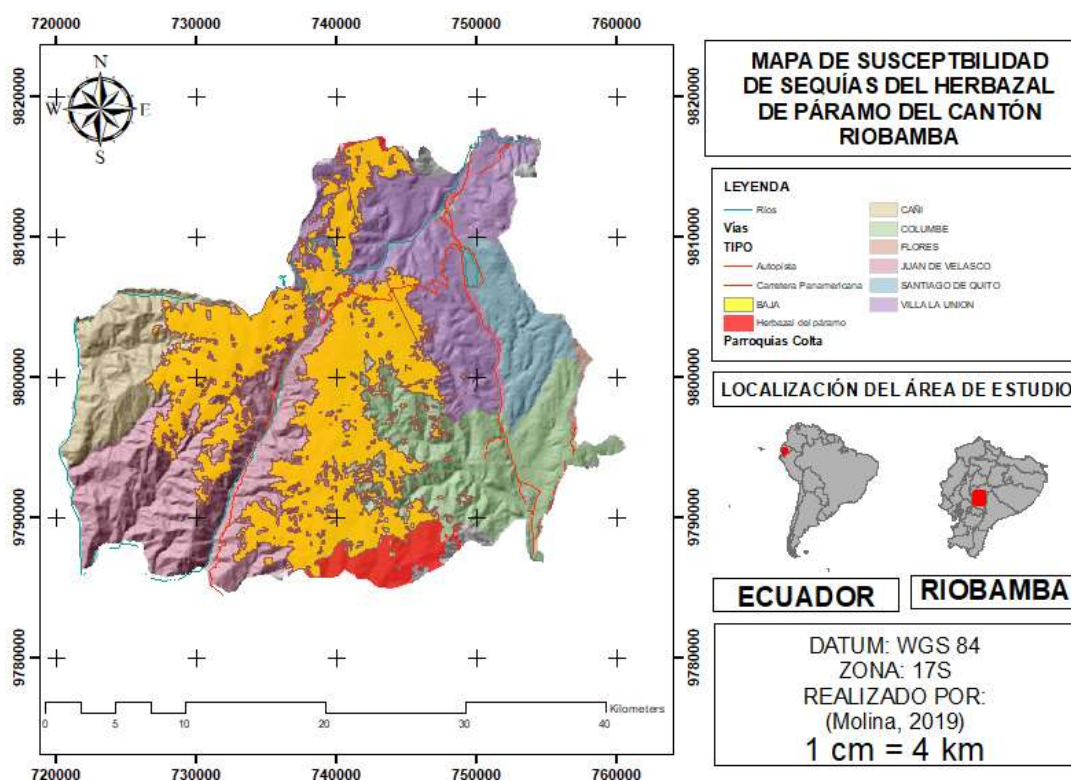 720000 730000 740000 750000 760000
9820000 9820000
9810000 9810000
9800000 9800000
9790000 9790000
9780000 9780000
N
W E
S
0 5 10 20 30 40
Kilometers
720000 730000 740000 750000 760000
MAPA DE SUSCEPTBILIDAD
DE SEQUÍAS DEL HERBAZAL
DE PÁRAMO DEL CANTÓN
RIOBAMBA
LEYENDA
Ríos
Vías
TIPO
Autopista
Carretera Panamericana
BAJA
Herbazal del páramo
Parroquias Colta
CAÑI
COLUMBE
FLORES
JUAN DE VELASCO
SANTIAGO DE QUITO
VILLA LA UNION
LOCALIZACIÓN DEL ÁREA DE ESTUDIO
ECUADOR
RIOBAMBA
DATUM: WGS 84
ZONA: 17S
REALIZADO POR:
(Molina, 2019)
1 cm = 4 km